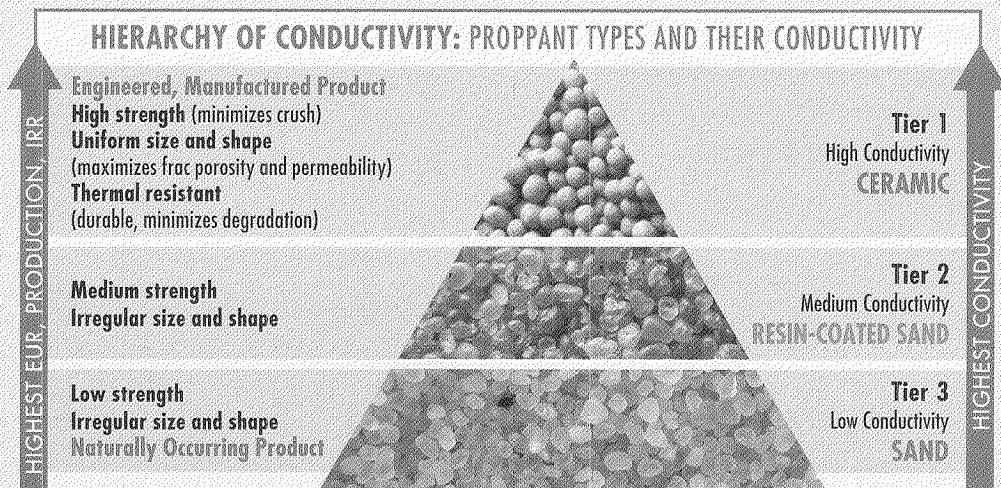 HIERARCHY OF CONDUCTIVITY: PROPPANT TYPES AND THEIR CONDUCTIVITY
HIGHEST EUR, PRODUCTION, IRR
Engineered, Manufactured Product
High strength (minimizes crush)
Uniform size and shape
(maximizes frac porosity and permeability)
Thermal resistant
(durable, minimizes degradation)
Tier 1
High Conductivity
CERAMIC
Medium strength
Irregular size and shape
Tier 2
Medium Conductivity
RESIN-COATED SAND
Low strength
Irregular size and shape
Naturally Occurring Product
Tier 3
Low Conductivity
SAND
HIGHEST CONDUCTIVITY